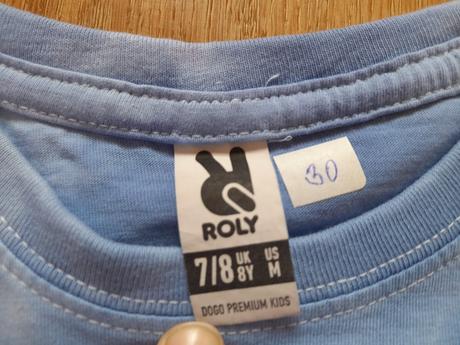 ROLY
30
7/8 UK 8Y US M
DOGO PREMIUM KIDS